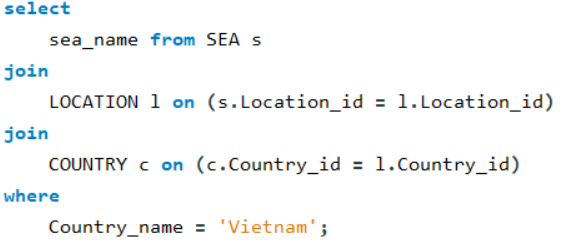 select
sea_name from SEA s
join
LOCATION l on (s.Location_id = l.Location_id)
join
COUNTRY c on (c.Country_id = l.Country_id)
where
Country_name = 'Vietnam';